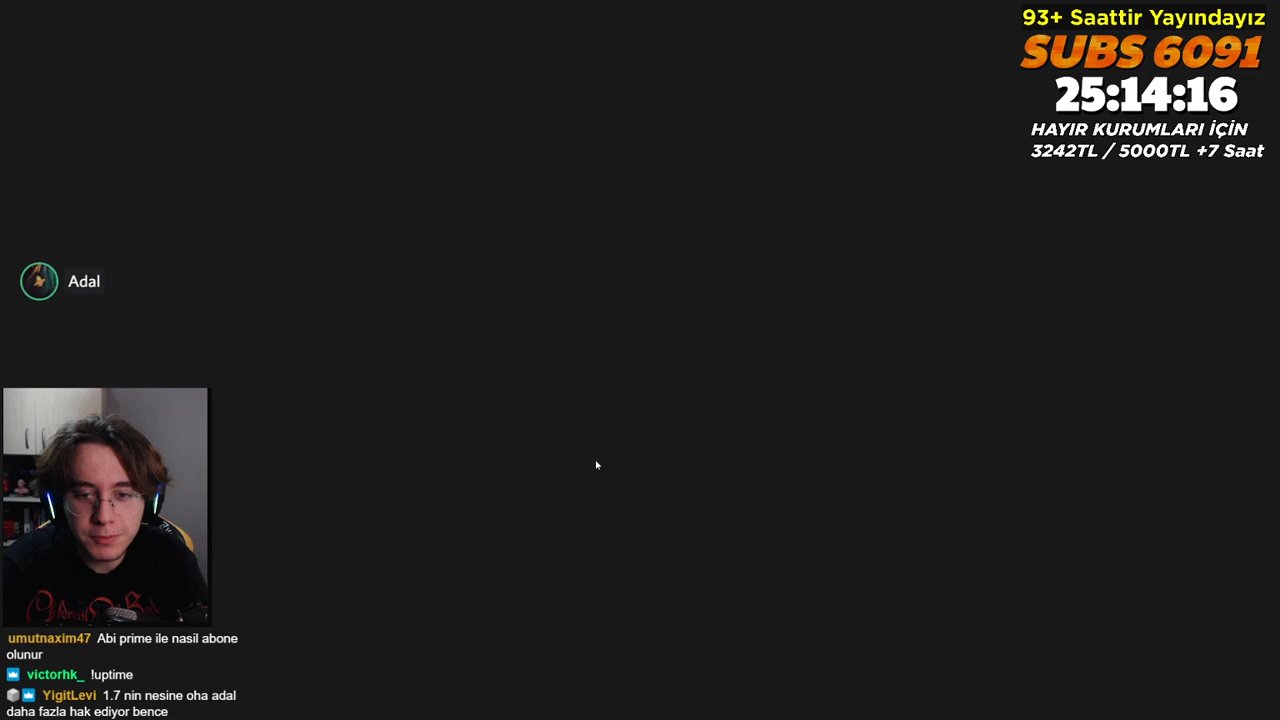 93+ Saattir Yayındayız
SUBS 6091
25:14:16
HAYIR KURUMLARI İÇİN
3242TL / 5000TL +7 Saat
Adal
umutnaxim47 Abi prime ile nasil abone
olunur
victorhk_ !uptime
YigitLevi 1.7 nin nesine oha adal
daha fazla hak ediyor bence